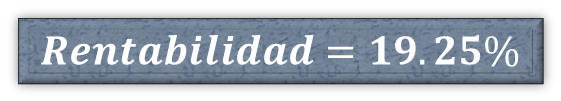 Rentabilidad = 19.25%